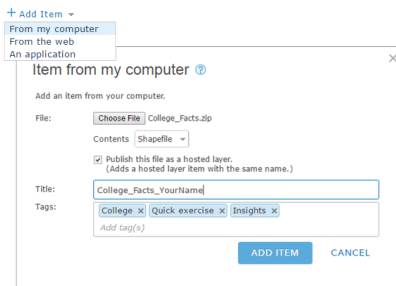 + Add Item
From my computer
From the web
An application
Item from my computer ?
Add an item from your computer.
File: Choose File College_Facts.zip
Contents Shapefile
Publish this file as a hosted layer.
(Adds a hosted layer item with the same name.)
Title: College_Facts_YourName
Tags: College x Quick exercise x Insights x
Add tag(s)
ADD ITEM CANCEL